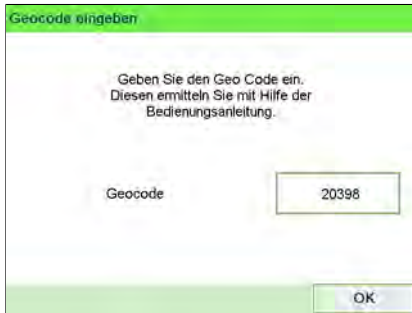 Geocode eingeben
Geben Sie den Geo Code ein.
Diesen ermitteln Sie mit Hilfe der
Bedienungsanleitung.
Geocode
20398
OK